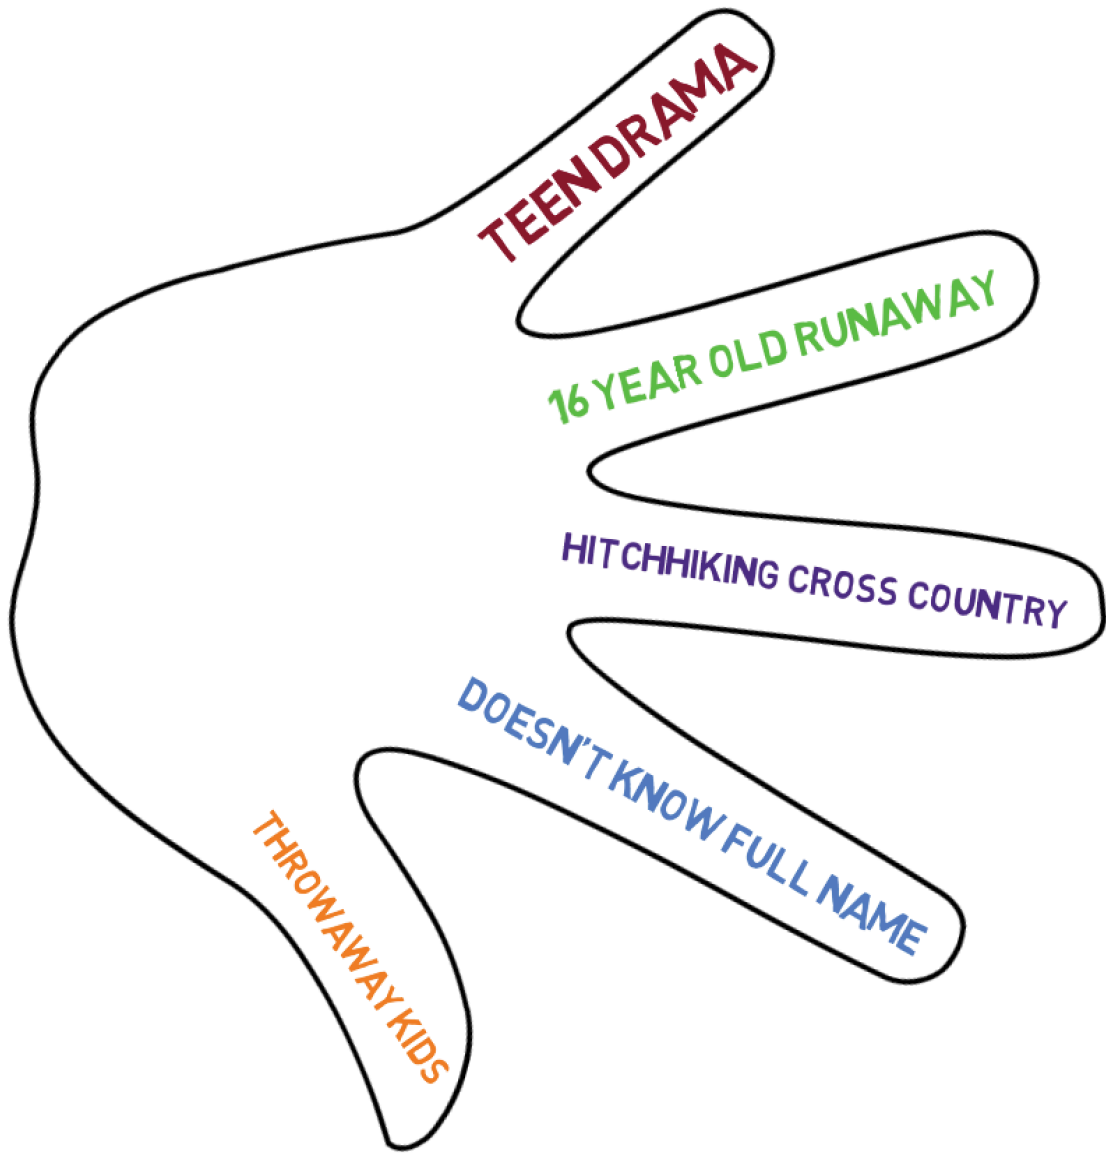 TEEN DRAMA
16 YEAR OLD RUNAWAY
HITCHHIKING CROSS COUNTRY
DOESN'T KNOW FULL NAME
THROWAWAY KIDS